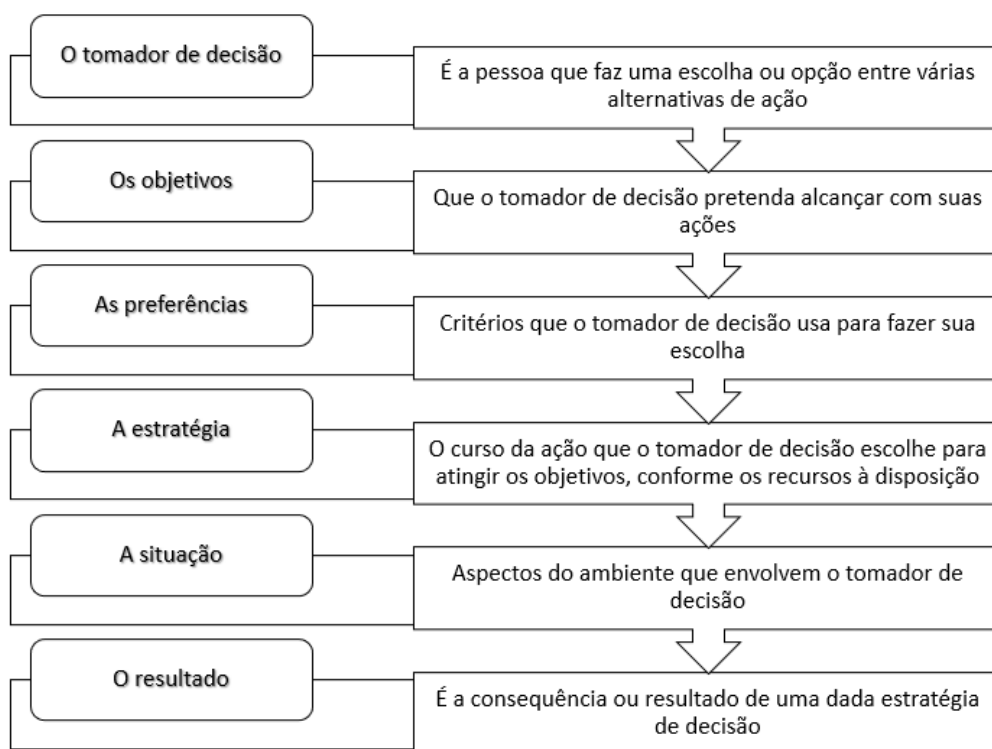 O tomador de decisão
É a pessoa que faz uma escolha ou opção entre várias
alternativas de ação
Os objetivos
Que o tomador de decisão pretenda alcançar com suas
ações
As preferências
Critérios que o tomador de decisão usa para fazer sua
escolha
A estratégia
O curso da ação que o tomador de decisão escolhe para
atingir os objetivos, conforme os recursos à disposição
A situação
Aspectos do ambiente que envolvem o tomador de
decisão
O resultado
É a consequência ou resultado de uma dada estratégia
de decisão